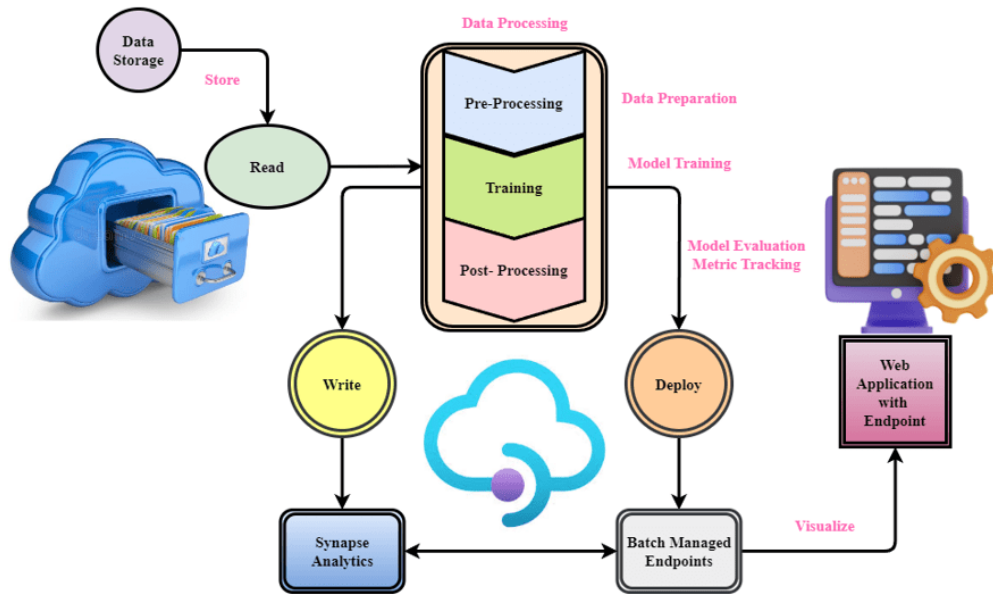 Data Processing
Data
Storage
Store
Pre-Processing
Data Preparation
Read
Model Training
Training
Model Evaluation
Metric Tracking
Post- Processing
Write
Deploy
Web
Application
with
Endpoint
Visualize
Synapse
Analytics
Batch Managed
Endpoints